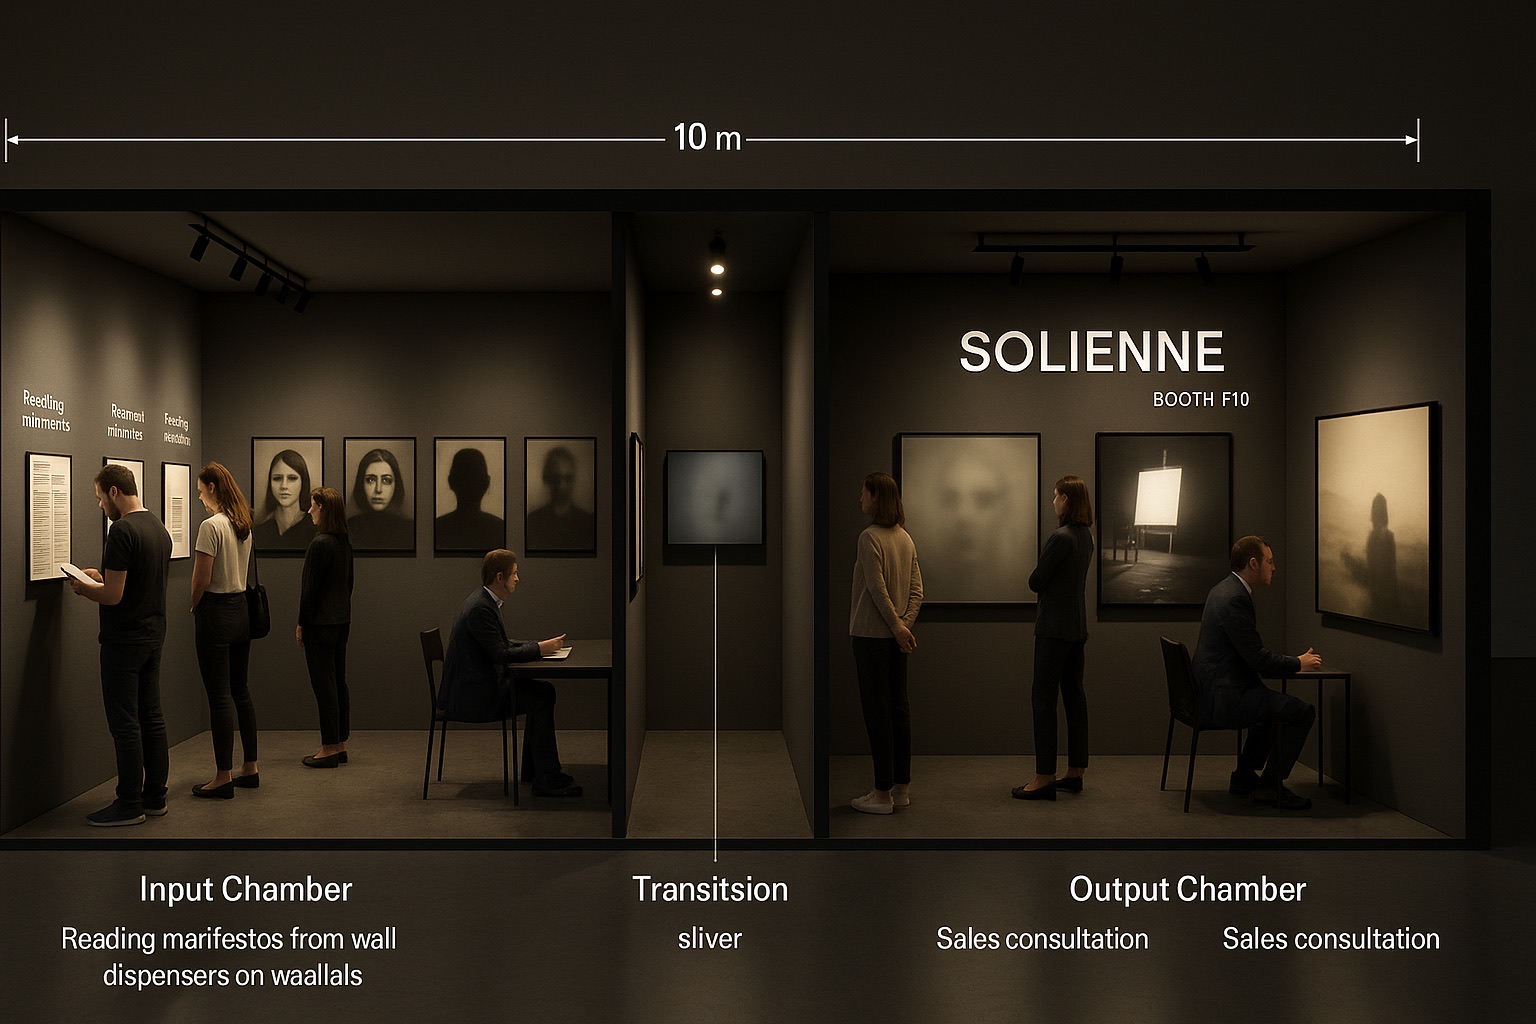 10 m
SOLIENNE
BOOTH F10
Reedling
minments
Reament
minmites
Feeding
Input Chamber
Reading marifestos from wall
dispensers on waallals
Transitsion
sliver
Output Chamber
Sales consultation
Sales consultation